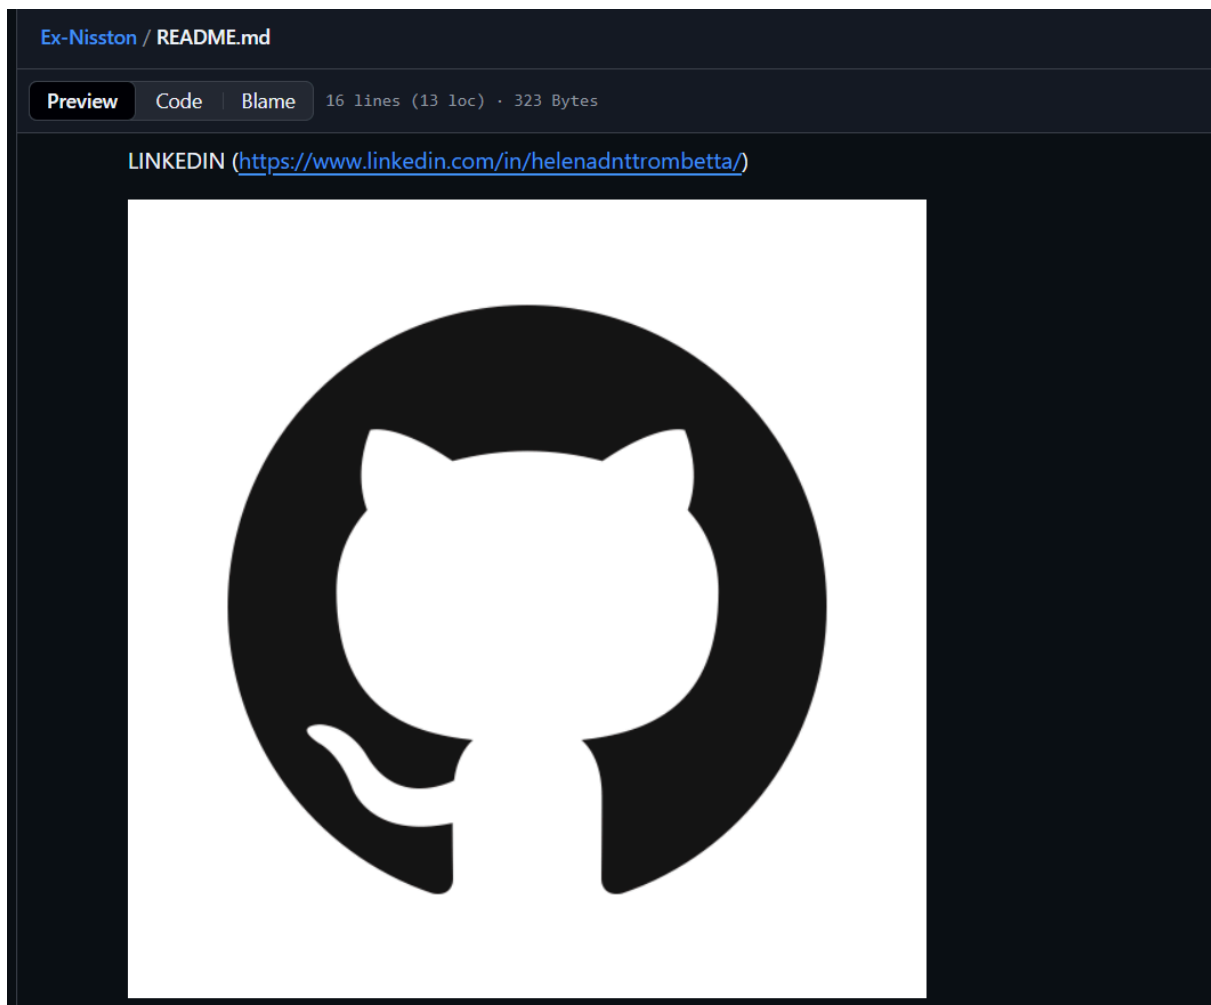 Ex-Nisston / README.md
Preview Code Blame 16 lines (13 loc) · 323 Bytes
LINKEDIN (https://www.linkedin.com/in/helenadnttrombetta/)